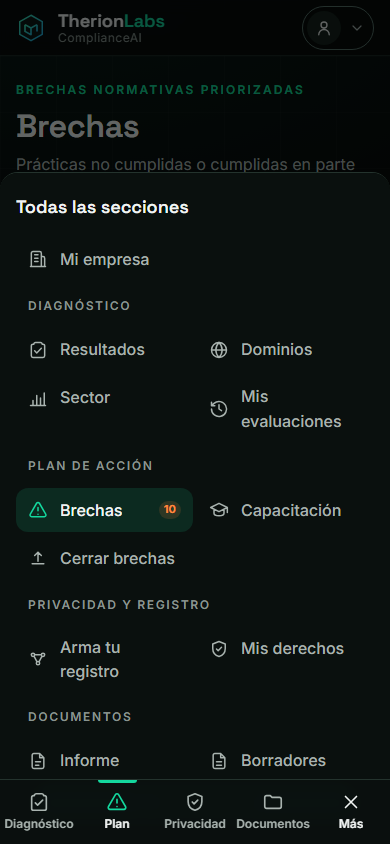 TherionLabs
ComplianceAI
BRECHAS NORMATIVAS PRIORIZADAS
Brechas
Prácticas no cumplidas o cumplidas en parte
Todas las secciones
Mi empresa
DIAGNÓSTICO
Resultados
Dominios
Sector
Mis
evaluaciones
PLAN DE ACCIÓN
Brechas 10
Capacitación
Cerrar brechas
PRIVACIDAD Y REGISTRO
Arma tu
registro
Mis derechos
DOCUMENTOS
Informe
Borradores
Diagnóstico
Plan
Privacidad
Documentos
Más